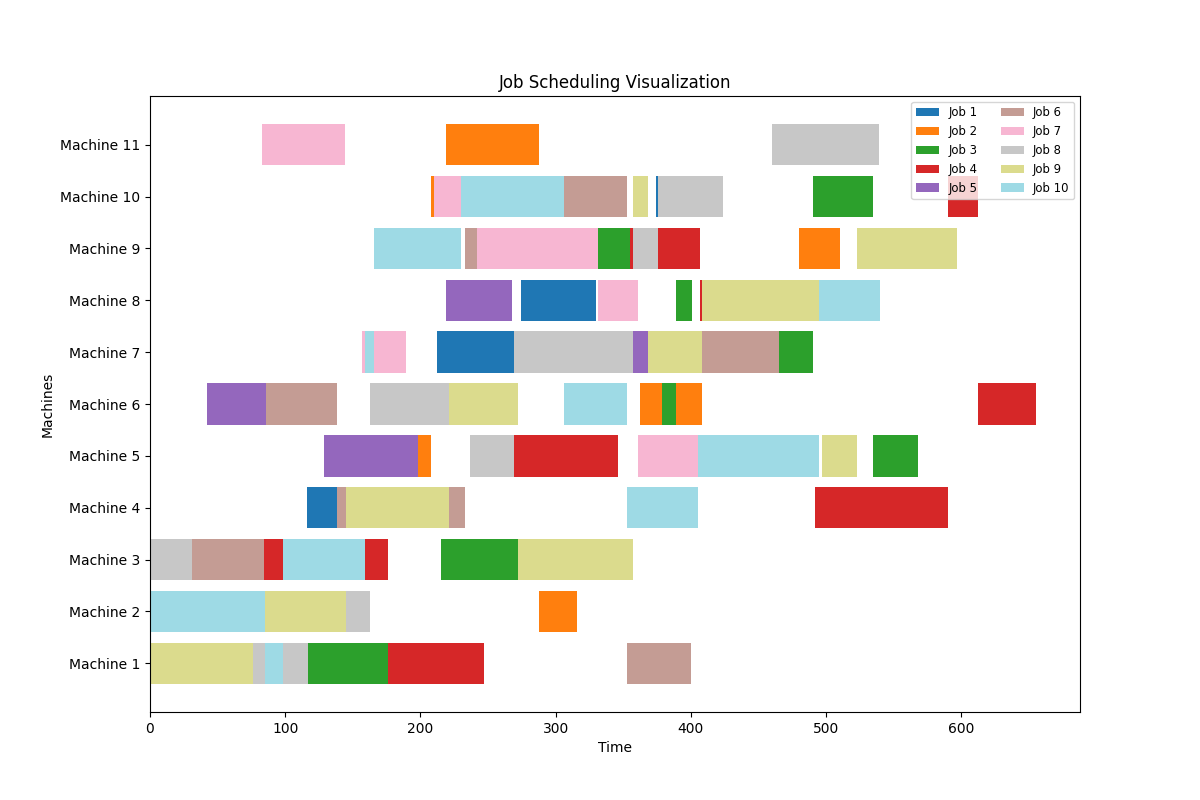 Job Scheduling Visualization
Machine 11
Machine 10
Machine 9
Machine 8
Machine 7
Machine 6
Machine 5
Machine 4
Machine 3
Machine 2
Machine 1
Machines
0 100 200 300 400 500 600
Time
Job 1 Job 6
Job 2 Job 7
Job 3 Job 8
Job 4 Job 9
Job 5 Job 10